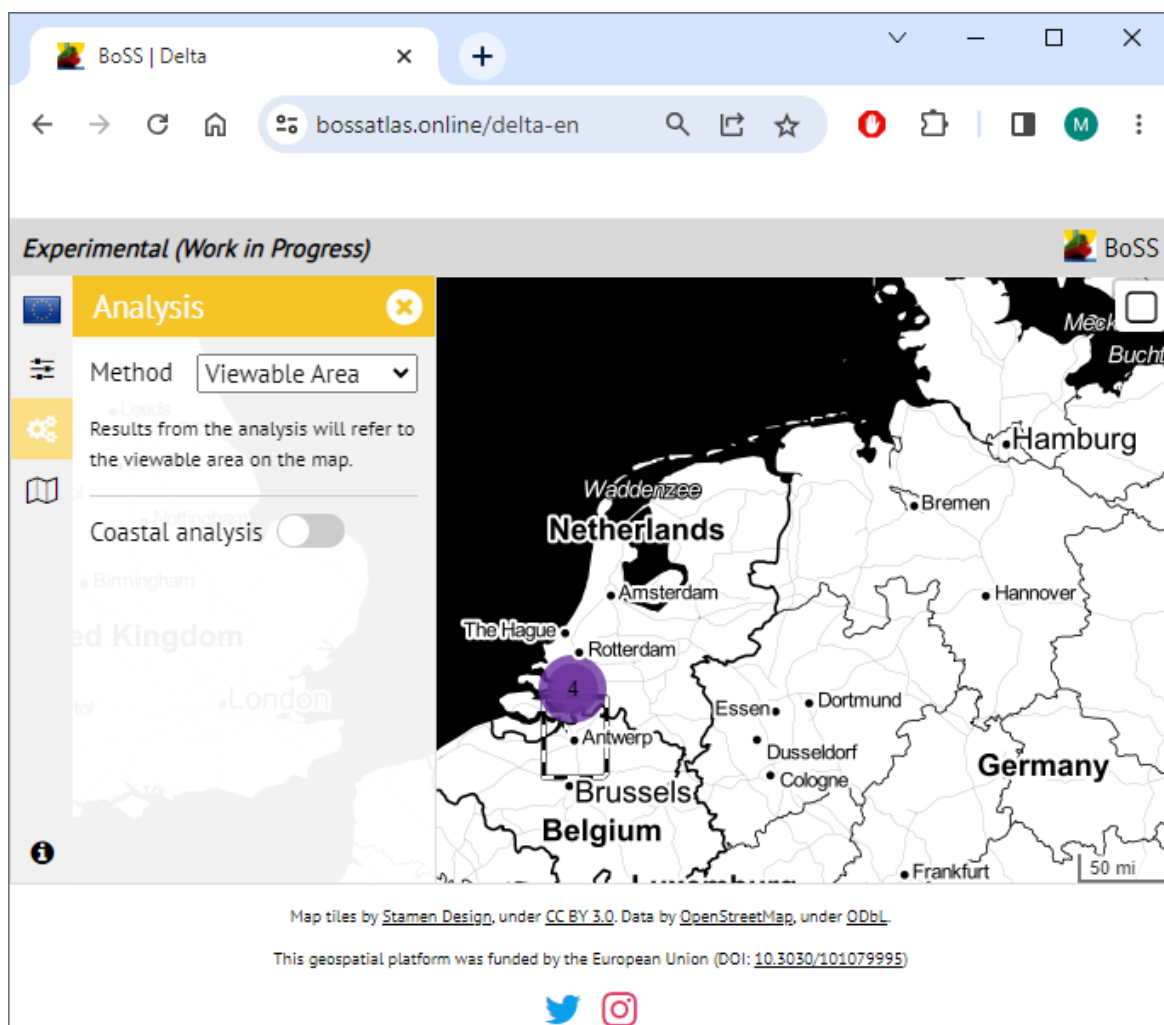 BoSS | Delta
bossatlas.online/delta-en
M
Experimental (Work in Progress)
BoSS
Analysis
Method Viewable Area
Results from the analysis will refer to
the viewable area on the map.
Coastal analysis
Leeds
Nottingham
Birmingham
ed Kingdom
London
tol
Meck
Bucht
Hamburg
Waddenzee
Bremen
Netherlands
Amsterdam
Hannover
The Hague
Rotterdam
4
Essen
Dortmund
Antwerp
Dusseldorf
Germany
Cologne
Brussels
Belgium
Luxembourg
Frankfurt
50 mi
Map tiles by Stamen Design, under CC BY 3.0. Data by OpenStreetMap, under ODbL.
This geospatial platform was funded by the European Union (DOI: 10.3030/101079995)